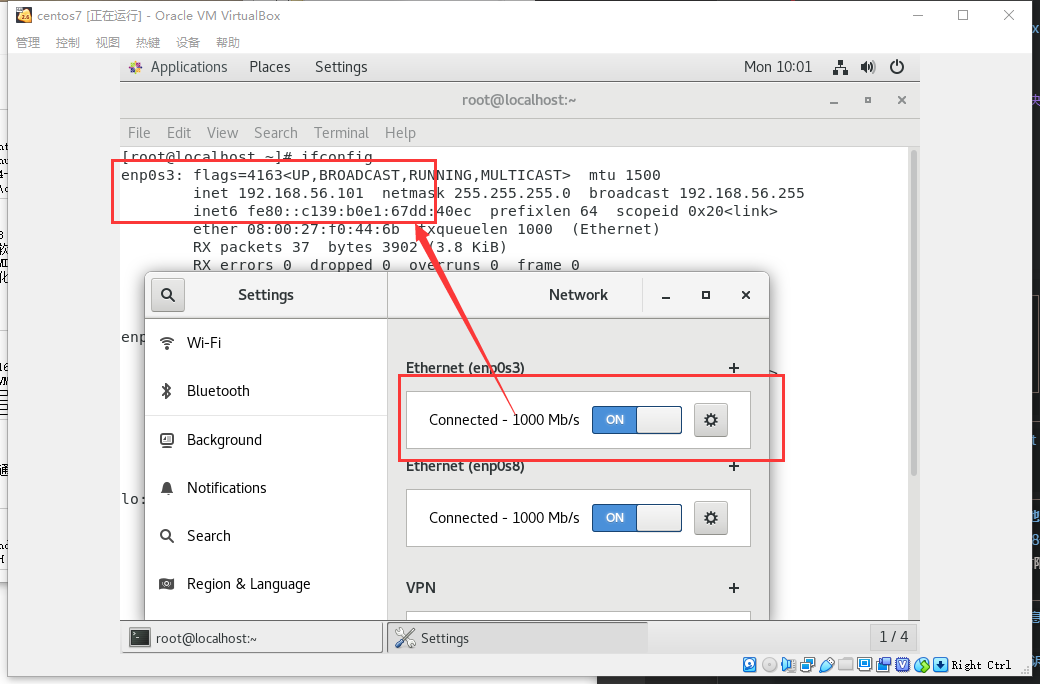 centos7 [正在运行] - Oracle VM VirtualBox
管理 控制 视图 热键 设备 帮助
Applications Places Settings Mon 10:01
root@localhost:~
File Edit View Search Terminal Help
[root@localhost ~]# ifconfig
enp0s3: flags=4163<UP,BROADCAST,RUNNING,MULTICAST> mtu 1500
inet 192.168.56.101 netmask 255.255.255.0 broadcast 192.168.56.255
inet6 fe80::c139:b0e1:67dd:40ec prefixlen 64 scopeid 0x20<link>
ether 08:00:27:f0:44:6b txqueuelen 1000 (Ethernet)
RX packets 37 bytes 3902 (3.8 KiB)
RX errors 0 dropped 0 overruns 0 frame 0
Settings Network
enp
Wi-Fi
Ethernet (enp0s3) +
Bluetooth
Connected - 1000 Mb/s ON
Background
Ethernet (enp0s8) +
Notifications
lo:
Connected - 1000 Mb/s ON
Search
Region & Language
VPN +
root@localhost:~ Settings 1 / 4
Right Ctrl